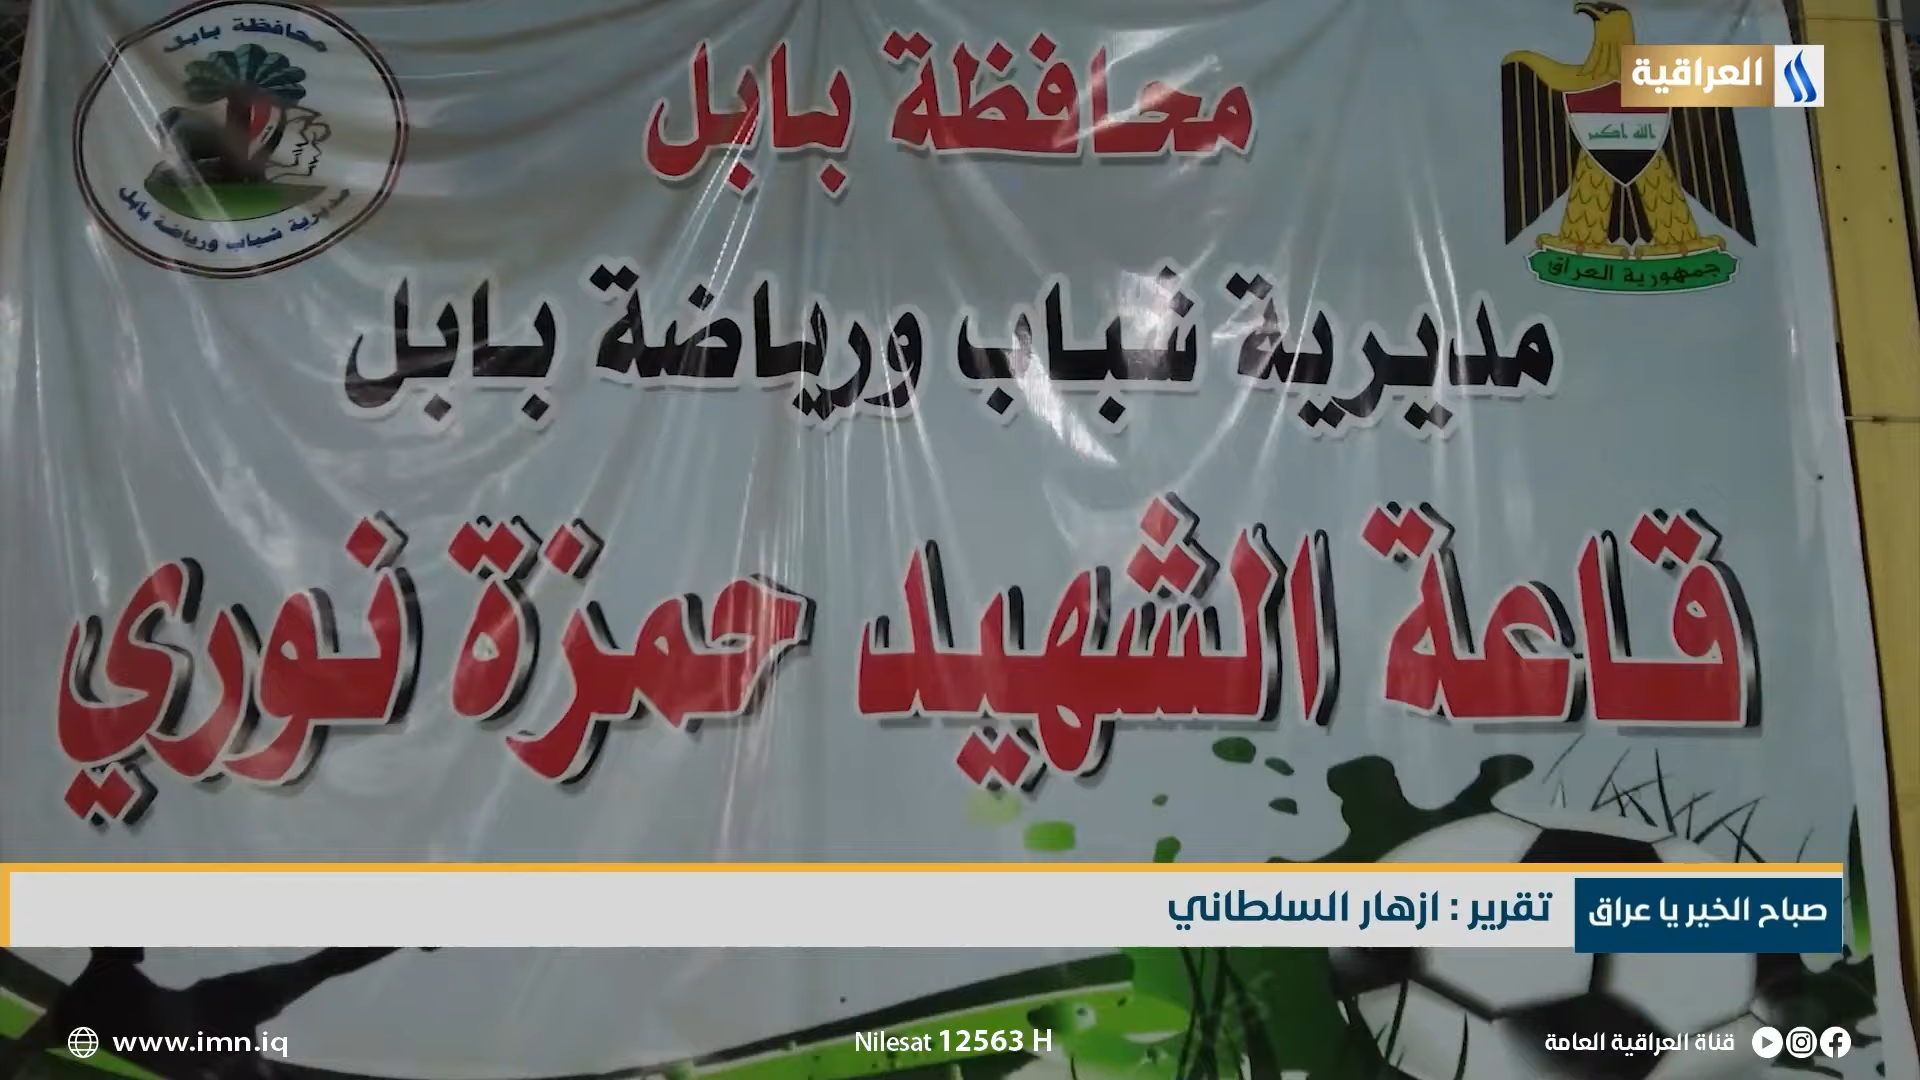 محافظة بابل
مديرية شباب ورياضة بابل
العراقية
الله اكبر
جمهورية العراق
محافظة بابل
مديرية شباب ورياضة بابل
قاعة الشهيد حمزة نوري
صباح الخير يا عراق
تقرير : ازهار السلطاني
www.imn.iq
Nilesat 12563 H
قناة العراقية العامة